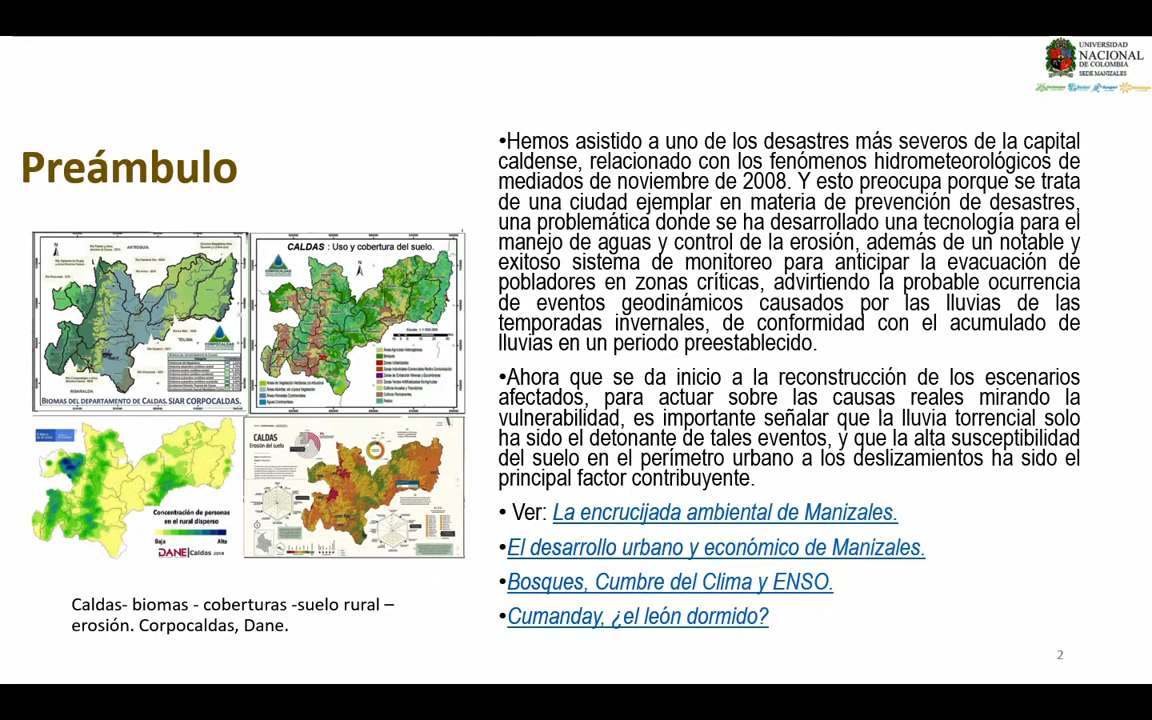 UNIVERSIDAD
NACIONAL
DE COLOMBIA
SEDE MANIZALES
Preámbulo
•Hemos asistido a uno de los desastres más severos de la capital
caldense, relacionado con los fenómenos hidrometeorológicos de
mediados de noviembre de 2008. Y esto preocupa porque se trata
de una ciudad ejemplar en materia de prevención de desastres,
una problemática donde se ha desarrollado una tecnología para el
manejo de aguas y control de la erosión, además de un notable y
exitoso sistema de monitoreo para anticipar la evacuación de
pobladores en zonas críticas, advirtiendo la probable ocurrencia
de eventos geodinámicos causados por las lluvias de las
temporadas invernales, de conformidad con el acumulado de
lluvias en un periodo preestablecido.
•Ahora que se da inicio a la reconstrucción de los escenarios
afectados, para actuar sobre las causas reales mirando la
vulnerabilidad, es importante señalar que la lluvia torrencial solo
ha sido el detonante de tales eventos, y que la alta susceptibilidad
del suelo en el perímetro urbano a los deslizamientos ha sido el
principal factor contribuyente.
• Ver: La encrucijada ambiental de Manizales.
•El desarrollo urbano y económico de Manizales.
•Bosques, Cumbre del Clima y ENSO.
•Cumanday, ¿el león dormido?
ANTIOQUIA
TOLIMA
RISARALDA
CORPOCALDAS
BIOMAS DEL DEPARTAMENTO DE CALDAS. SIAR CORPOCALDAS.
CALDAS : Uso y cobertura del suelo.
CORPOCALDAS
Concentración de personas
en el rural disperso
Baja Alta
DANE|Caldas 2018
CALDAS
Erosión del suelo
Caldas- biomas - coberturas -suelo rural –
erosión. Corpocaldas, Dane.
2